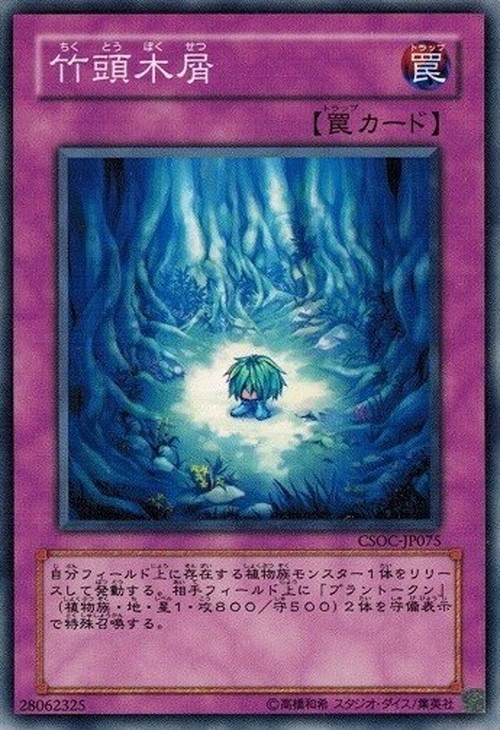 ちく とう ぼく せつ
竹頭木屑
トラップ
罠
トラップ
【罠カード】
CSOC-JP075
自分フィールド上に存在する植物族モンスター1体をリリー
スして発動する。相手フィールド上に「プラントークン」
(植物族・地・星1・攻800/守500)2体を守備表示
で特殊召喚する。
28062325
©高橋和希 スタジオ・ダイス/集英社